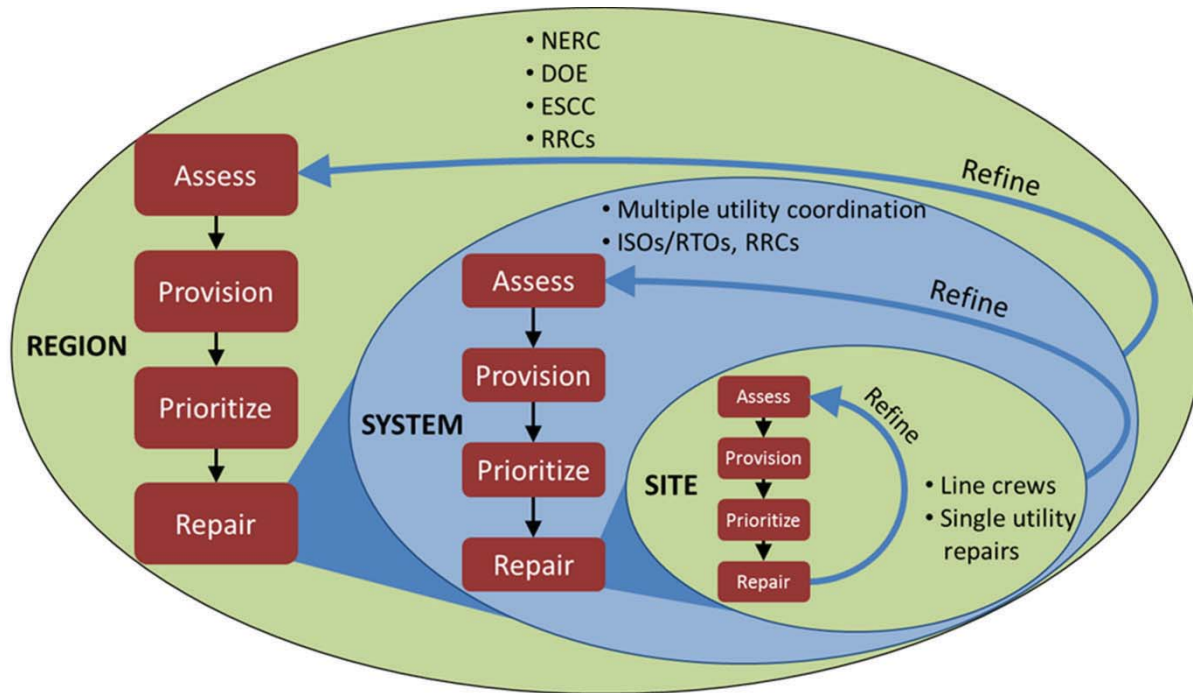 • NERC
• DOE
• ESCC
• RRCs
Refine
Assess
Provision
REGION
Prioritize
Repair
• Multiple utility coordination
• ISOs/RTOs, RRCs
Refine
Assess
Provision
SYSTEM
Prioritize
Repair
Assess
Refine
Provision
SITE
Prioritize
Repair
• Line crews
• Single utility
repairs